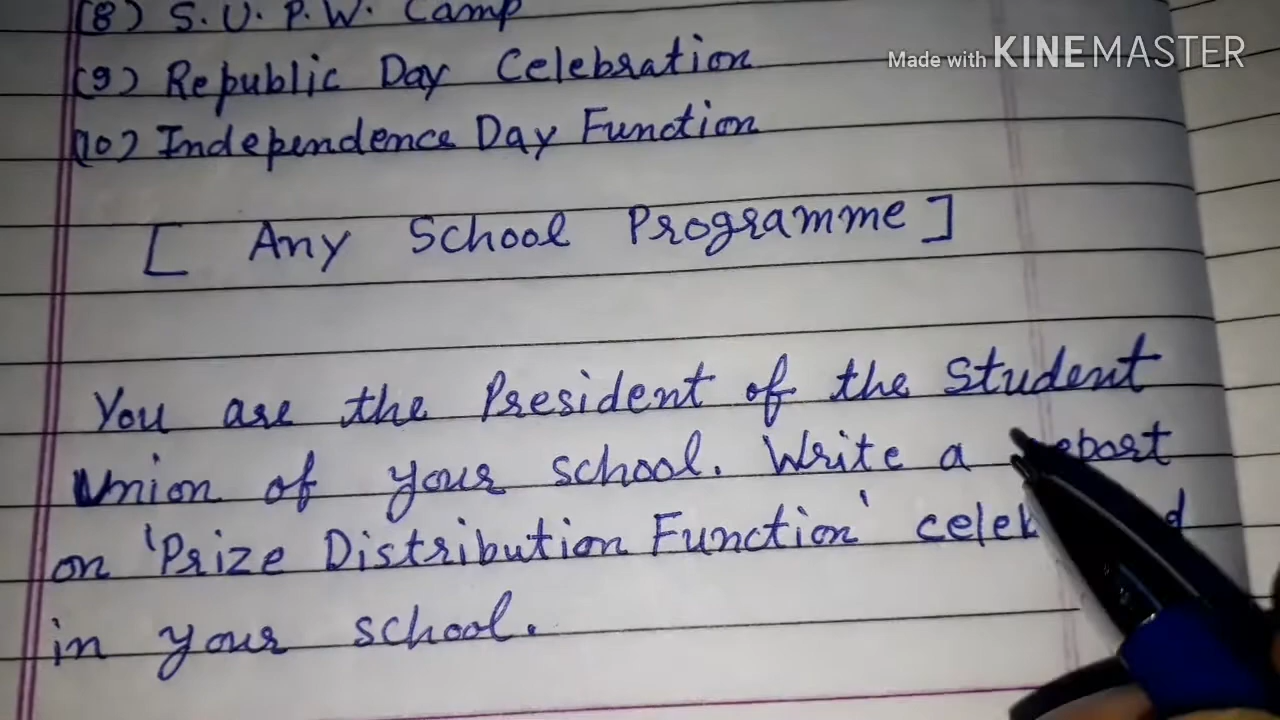 (8) S. U. P. W. Camp
Made with KINEMASTER
(9) Republic Day Celebration
(10) Independence Day Function
[ Any School Programme ]
You are the President of the Student
Union of your school. Write a
on 'Prize Distribution Function'
in your school.